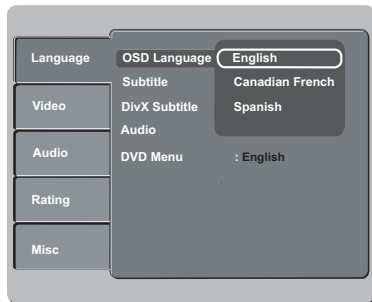 Language
OSD Language English
Subtitle Canadian French
Video DivX Subtitle Spanish
Audio
Audio DVD Menu : English
Rating
Misc